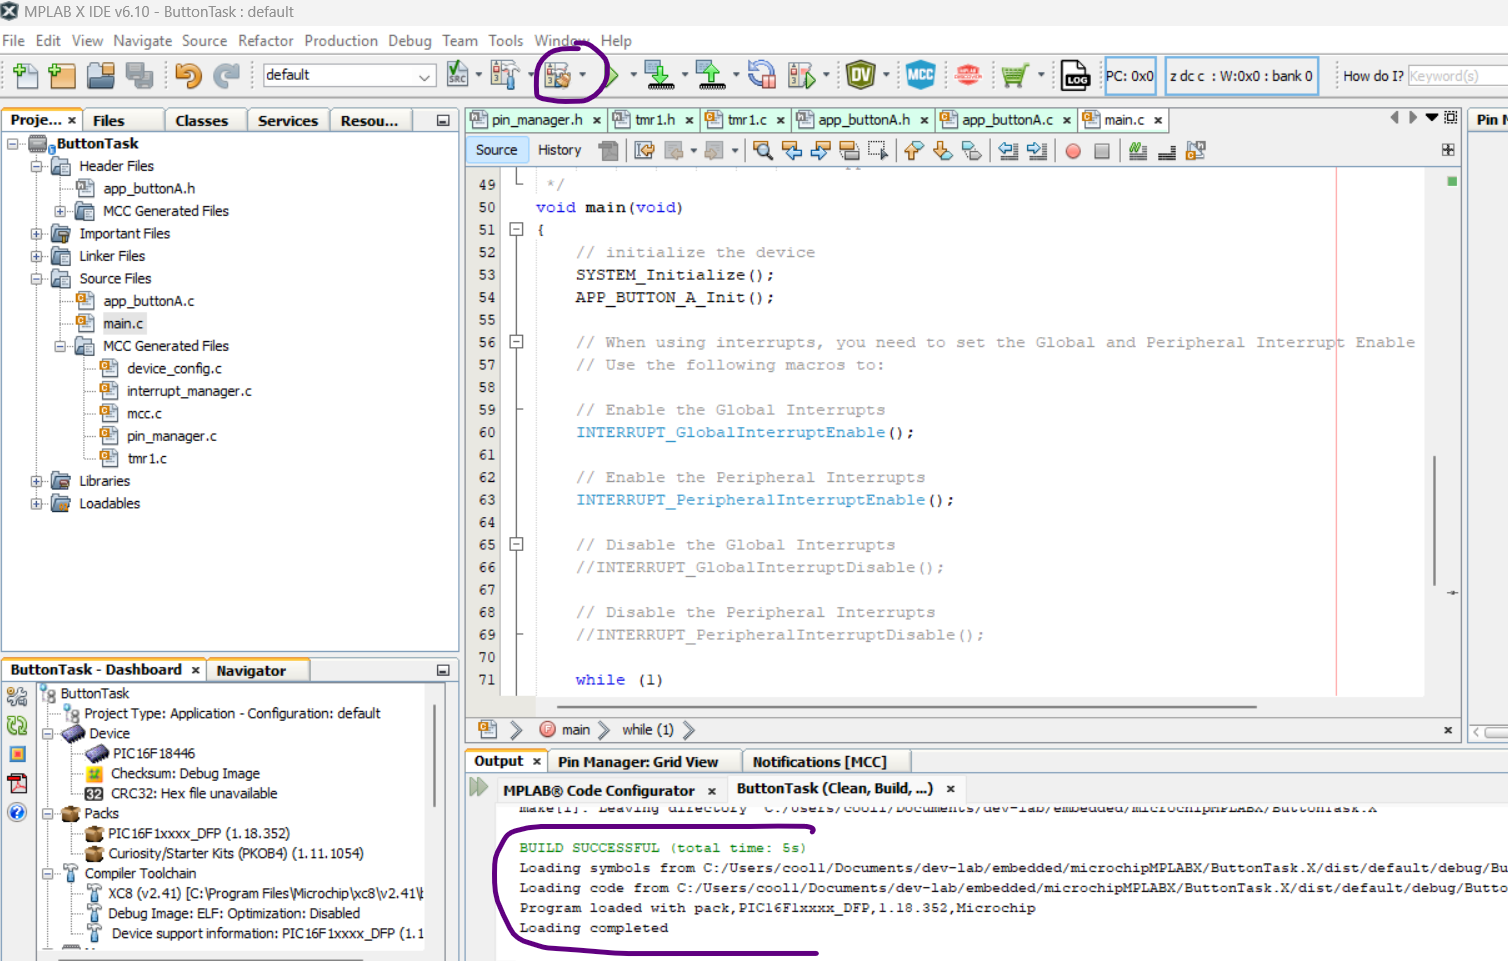 MPLAB X IDE v6.10 - ButtonTask : default
File Edit View Navigate Source Refactor Production Debug Team Tools Window Help
default
SRC
DV
MCC
LOG
PC: 0x0
z dc c : W:0x0 : bank 0
How do I? Keyword(s)
Proje... × Files Classes Services Resou...
ButtonTask
Header Files
app_buttonA.h
MCC Generated Files
Important Files
Linker Files
Source Files
app_buttonA.c
main.c
MCC Generated Files
device_config.c
interrupt_manager.c
mcc.c
pin_manager.c
tmr1.c
Libraries
Loadables
pin_manager.h × tmr1.h × tmr1.c × app_buttonA.h × app_buttonA.c × main.c ×
Source History
49 */
50 void main(void)
51 {
52 // initialize the device
53 SYSTEM_Initialize();
54 APP_BUTTON_A_Init();
55
56 // When using interrupts, you need to set the Global and Peripheral Interrupt Enable
57 // Use the following macros to:
58
59 // Enable the Global Interrupts
60 INTERRUPT_GlobalInterruptEnable();
61
62 // Enable the Peripheral Interrupts
63 INTERRUPT_PeripheralInterruptEnable();
64
65 // Disable the Global Interrupts
66 //INTERRUPT_GlobalInterruptDisable();
67
68 // Disable the Peripheral Interrupts
69 //INTERRUPT_PeripheralInterruptDisable();
70
71 while (1)
main while (1)
Pin
ButtonTask - Dashboard × Navigator
ButtonTask
Project Type: Application - Configuration: default
Device
PIC16F18446
Checksum: Debug Image
32 CRC32: Hex file unavailable
Packs
PIC16F1xxxx_DFP (1.18.352)
Curiosity/Starter Kits (PKOB4) (1.11.1054)
Compiler Toolchain
XC8 (v2.41) [C:\Program Files\Microchip\xc8\v2.41\b
Debug Image: ELF: Optimization: Disabled
Device support information: PIC16F1xxxx_DFP (1.1
Output × Pin Manager: Grid View Notifications [MCC]
MPLAB® Code Configurator × ButtonTask (Clean, Build, ...) ×
make[1]: Leaving directory 'C:/Users/cooll/Documents/dev-lab/embedded/microchipMPLABX/ButtonTask.X
BUILD SUCCESSFUL (total time: 5s)
Loading symbols from C:/Users/cooll/Documents/dev-lab/embedded/microchipMPLABX/ButtonTask.X/dist/default/debug/Bu
Loading code from C:/Users/cooll/Documents/dev-lab/embedded/microchipMPLABX/ButtonTask.X/dist/default/debug/Butto
Program loaded with pack,PIC16F1xxxx_DFP,1.18.352,Microchip
Loading completed